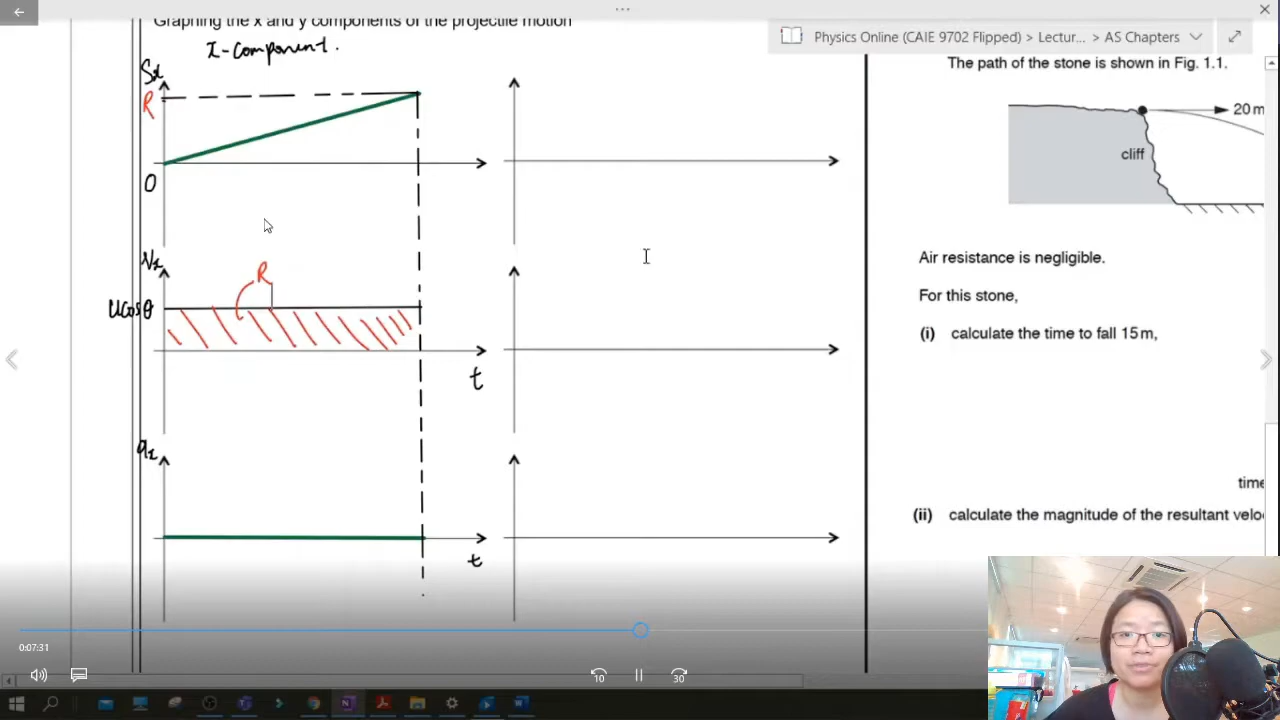 Graphing the x and y components of the projectile motion
x-component.
Sx
R
O
Vx
R
ucosθ
t
ax
t
Physics Online (CAIE 9702 Flipped) > Lectur... > AS Chapters
The path of the stone is shown in Fig. 1.1.
20 m
cliff
Air resistance is negligible.
For this stone,
(i) calculate the time to fall 15 m,
time
(ii) calculate the magnitude of the resultant velo
0:07:31
10
30